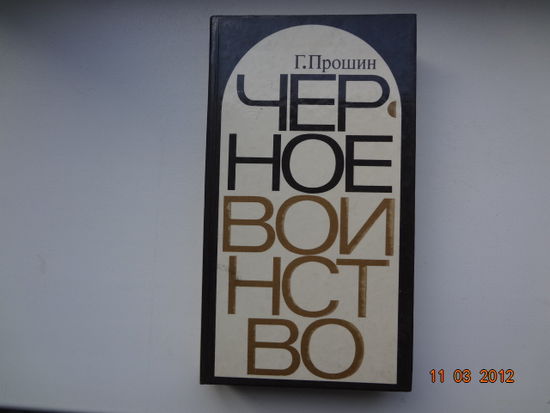 Г.Прошин
ЧЕР-
НОЕ
ВОИ
НСТ
ВО
11 03 2012